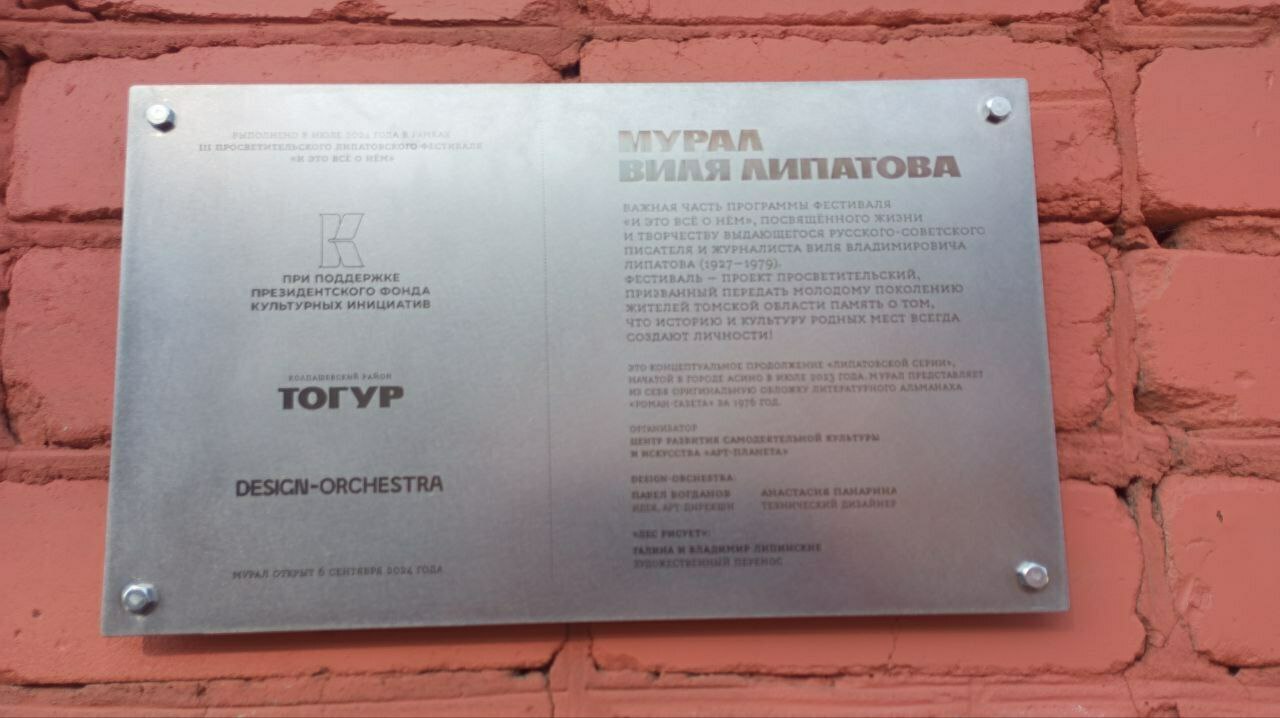 ВЫПОЛНЕНО В ИЮЛЕ 2024 ГОДА В РАМКАХ
III ПРОСВЕТИТЕЛЬСКОГО ЛИПАТОВСКОГО ФЕСТИВАЛЯ
«И ЭТО ВСЁ О НЁМ»
ПРИ ПОДДЕРЖКЕ
ПРЕЗИДЕНТСКОГО ФОНДА
КУЛЬТУРНЫХ ИНИЦИАТИВ
КОЛПАШЕВСКИЙ РАЙОН
ТОГУР
DESIGN-ORCHESTRA
МУРАЛ ОТКРЫТ 6 СЕНТЯБРЯ 2024 ГОДА
МУРАЛ
ВИЛЯ ЛИПАТОВА
ВАЖНАЯ ЧАСТЬ ПРОГРАММЫ ФЕСТИВАЛЯ
«И ЭТО ВСЁ О НЁМ», ПОСВЯЩЁННОГО ЖИЗНИ
И ТВОРЧЕСТВУ ВЫДАЮЩЕГОСЯ РУССКОГО-СОВЕТСКОГО
ПИСАТЕЛЯ И ЖУРНАЛИСТА ВИЛЯ ВЛАДИМИРОВИЧА
ЛИПАТОВА (1927–1979).
ФЕСТИВАЛЬ — ПРОЕКТ ПРОСВЕТИТЕЛЬСКИЙ,
ПРИЗВАННЫЙ ПЕРЕДАТЬ МОЛОДОМУ ПОКОЛЕНИЮ
ЖИТЕЛЕЙ ТОМСКОЙ ОБЛАСТИ ПАМЯТЬ О ТОМ,
ЧТО ИСТОРИЮ И КУЛЬТУРУ РОДНЫХ МЕСТ ВСЕГДА
СОЗДАЮТ ЛИЧНОСТИ!
ЭТО КОНЦЕПТУАЛЬНОЕ ПРОДОЛЖЕНИЕ «ЛИПАТОВСКОЙ СЕРИИ»,
НАЧАТОЙ В ГОРОДЕ АСИНО В ИЮЛЕ 2023 ГОДА. МУРАЛ ПРЕДСТАВЛЯЕТ
ИЗ СЕБЯ ОРИГИНАЛЬНУЮ ОБЛОЖКУ ЛИТЕРАТУРНОГО АЛЬМАНАХА
«РОМАН-ГАЗЕТА» ЗА 1976 ГОД.
ОРГАНИЗАТОР
ЦЕНТР РАЗВИТИЯ САМОДЕЯТЕЛЬНОЙ КУЛЬТУРЫ
И ИСКУССТВА «АРТ-ПЛАНЕТА»
DESIGN-ORCHESTRA:
ПАВЕЛ БОГДАНОВ АНАСТАСИЯ ПАНАРИНА
ИДЕЯ, АРТ-ДИРЕКШН ТЕХНИЧЕСКИЙ ДИЗАЙНЕР
«ЛЕС РИСУЕТ»:
ГАЛИНА И ВЛАДИМИР ЛИПИНСКИЕ
ХУДОЖЕСТВЕННЫЙ ПЕРЕНОС